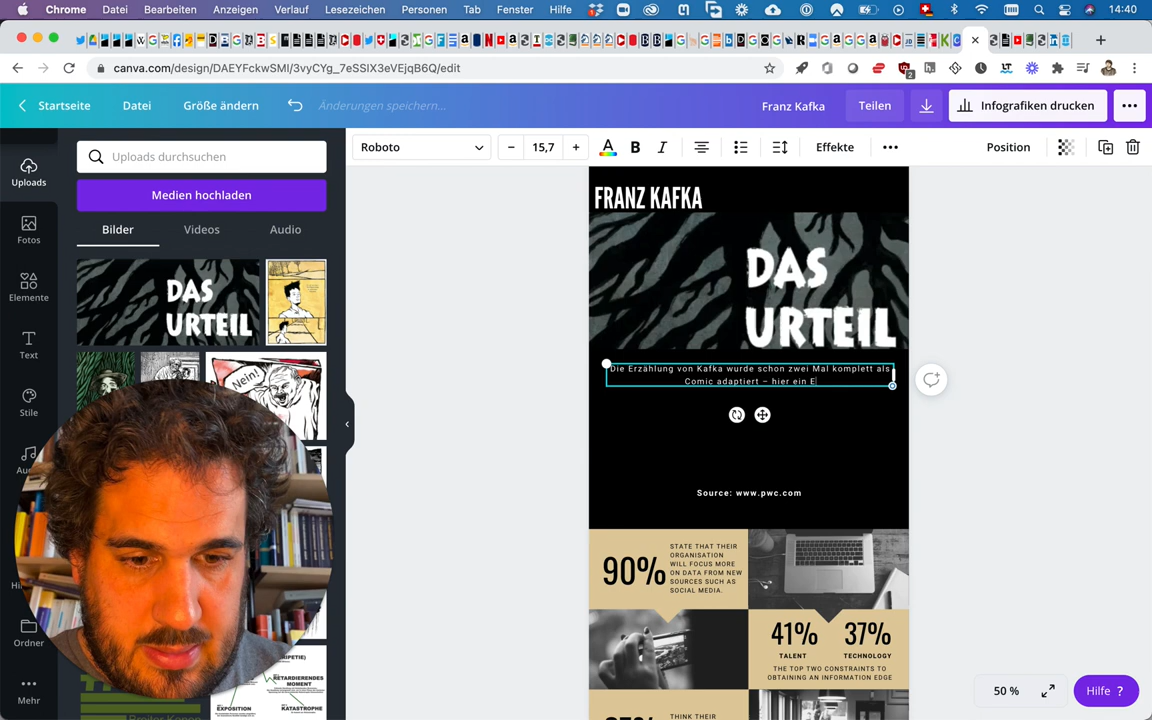 Chrome Ablage Bearbeiten Anzeigen Verlauf Lesezeichen Personen Tab Fenster Hilfe 14:40
canva.com/design/DAEYFckwSMI/3vyCYg_7eSSIX3eVEjqB6Q/edit
Startseite Datei Größe ändern Änderungen speichern... Franz Kafka Teilen Infografiken drucken
Uploads durchsuchen
Roboto 15,7 A B I Effekte Position
Uploads
Medien hochladen
Fotos
Bilder Videos Audio
FRANZ KAFKA
Elemente
DAS
URTEIL
DAS
URTEIL
Text
Nein!
Die Erzählung von Kafka wurde schon zwei Mal komplett als
Comic adaptiert – hier ein E
Stile
Source: www.pwc.com
90%
STATE THAT THEIR
ORGANISATION
WILL FOCUS MORE
ON DATA FROM NEW
SOURCES SUCH AS
SOCIAL MEDIA.
Ordner
41% 37%
TALENT TECHNOLOGY
THE TOP TWO CONSTRAINTS TO
OBTAINING AN INFORMATION EDGE
RETARDIERENDES
MOMENT
EXPOSITION
KATASTROPHE
Mehr
THINK THEIR
50 % Hilfe ?